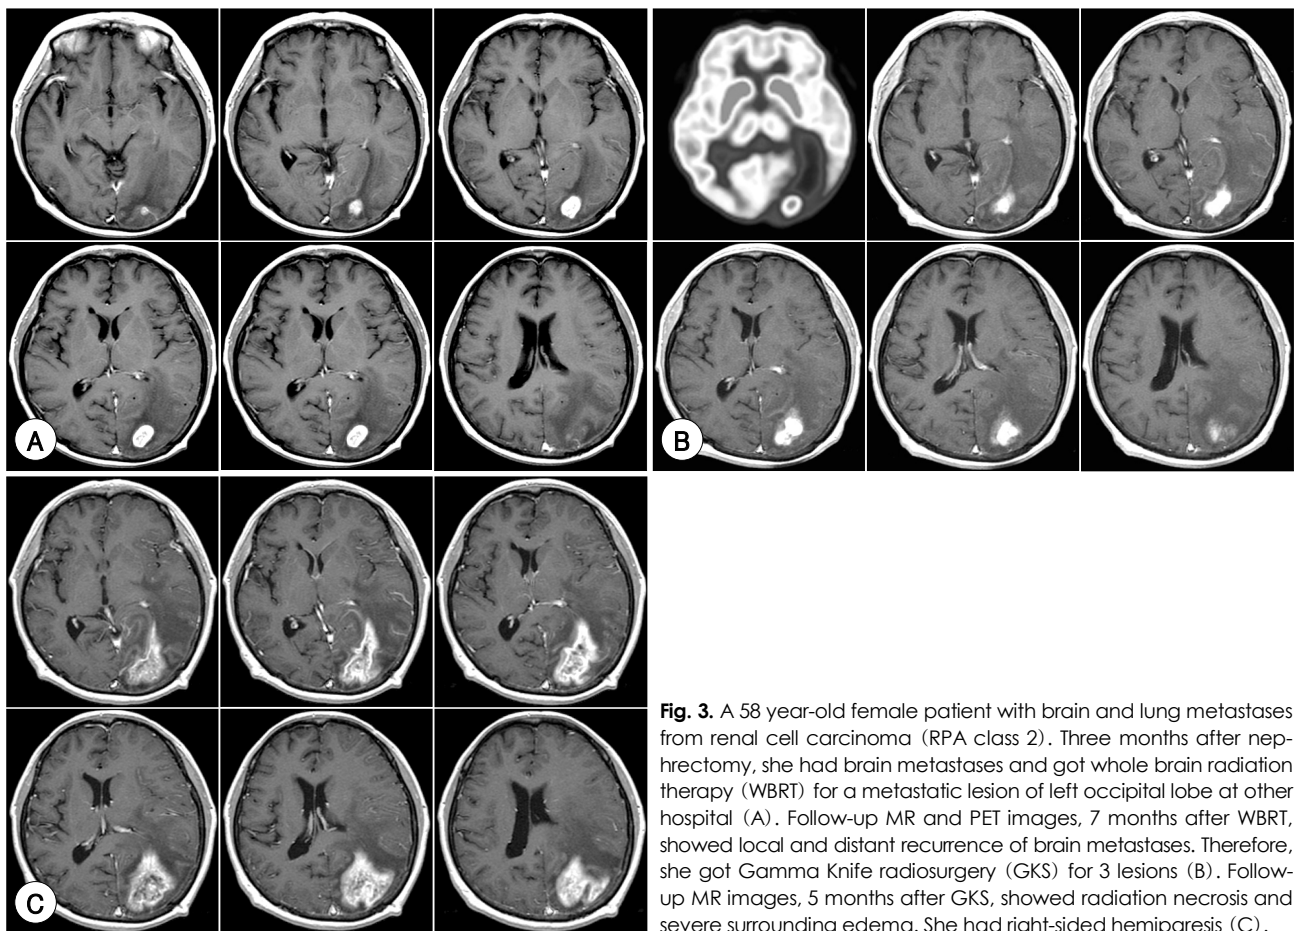 A
B
C
Fig. 3. A 58 year-old female patient with brain and lung metastases
from renal cell carcinoma (RPA class 2). Three months after nep-
hrectomy, she had brain metastases and got whole brain radiation
therapy (WBRT) for a metastatic lesion of left occipital lobe at other
hospital (A). Follow-up MR and PET images, 7 months after WBRT,
showed local and distant recurrence of brain metastases. Therefore,
she got Gamma Knife radiosurgery (GKS) for 3 lesions (B). Follow-
up MR images, 5 months after GKS, showed radiation necrosis and
severe surrounding edema. She had right-sided hemiparesis (C).